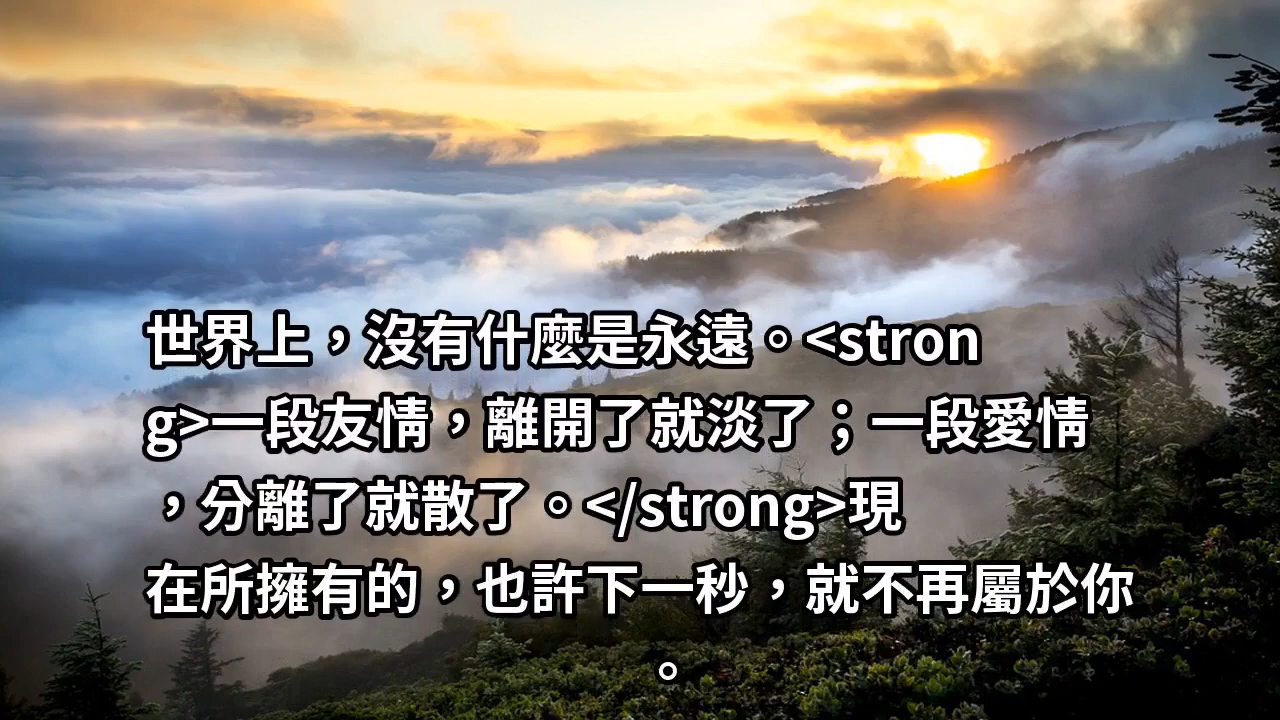 世界上，沒有什麼是永遠。<stron
g>一段友情，離開了就淡了；一段愛情
，分離了就散了。</strong>現
在所擁有的，也許下一秒，就不再屬於你
。